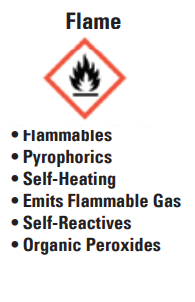 Flame
• Flammables
• Pyrophorics
• Self-Heating
• Emits Flammable Gas
• Self-Reactives
• Organic Peroxides